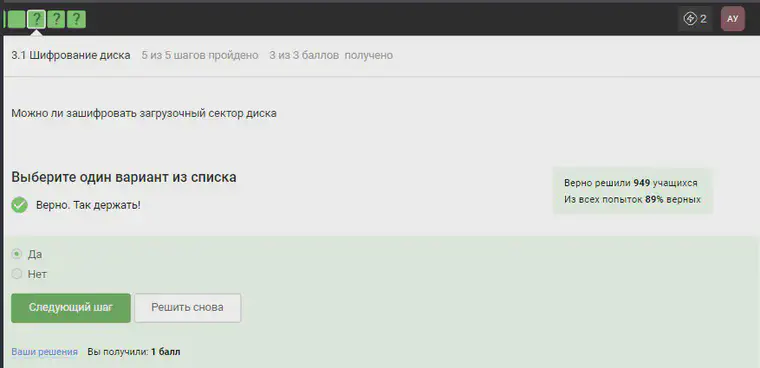 ? ? ?
2
АУ
3.1 Шифрование диска 5 из 5 шагов пройдено 3 из 3 баллов получено
Можно ли зашифровать загрузочный сектор диска
Выберите один вариант из списка
Верно. Так держать!
Верно решили 949 учащихся
Из всех попыток 89% верных
Да
Нет
Следующий шаг Решить снова
Ваши решения Вы получили: 1 балл